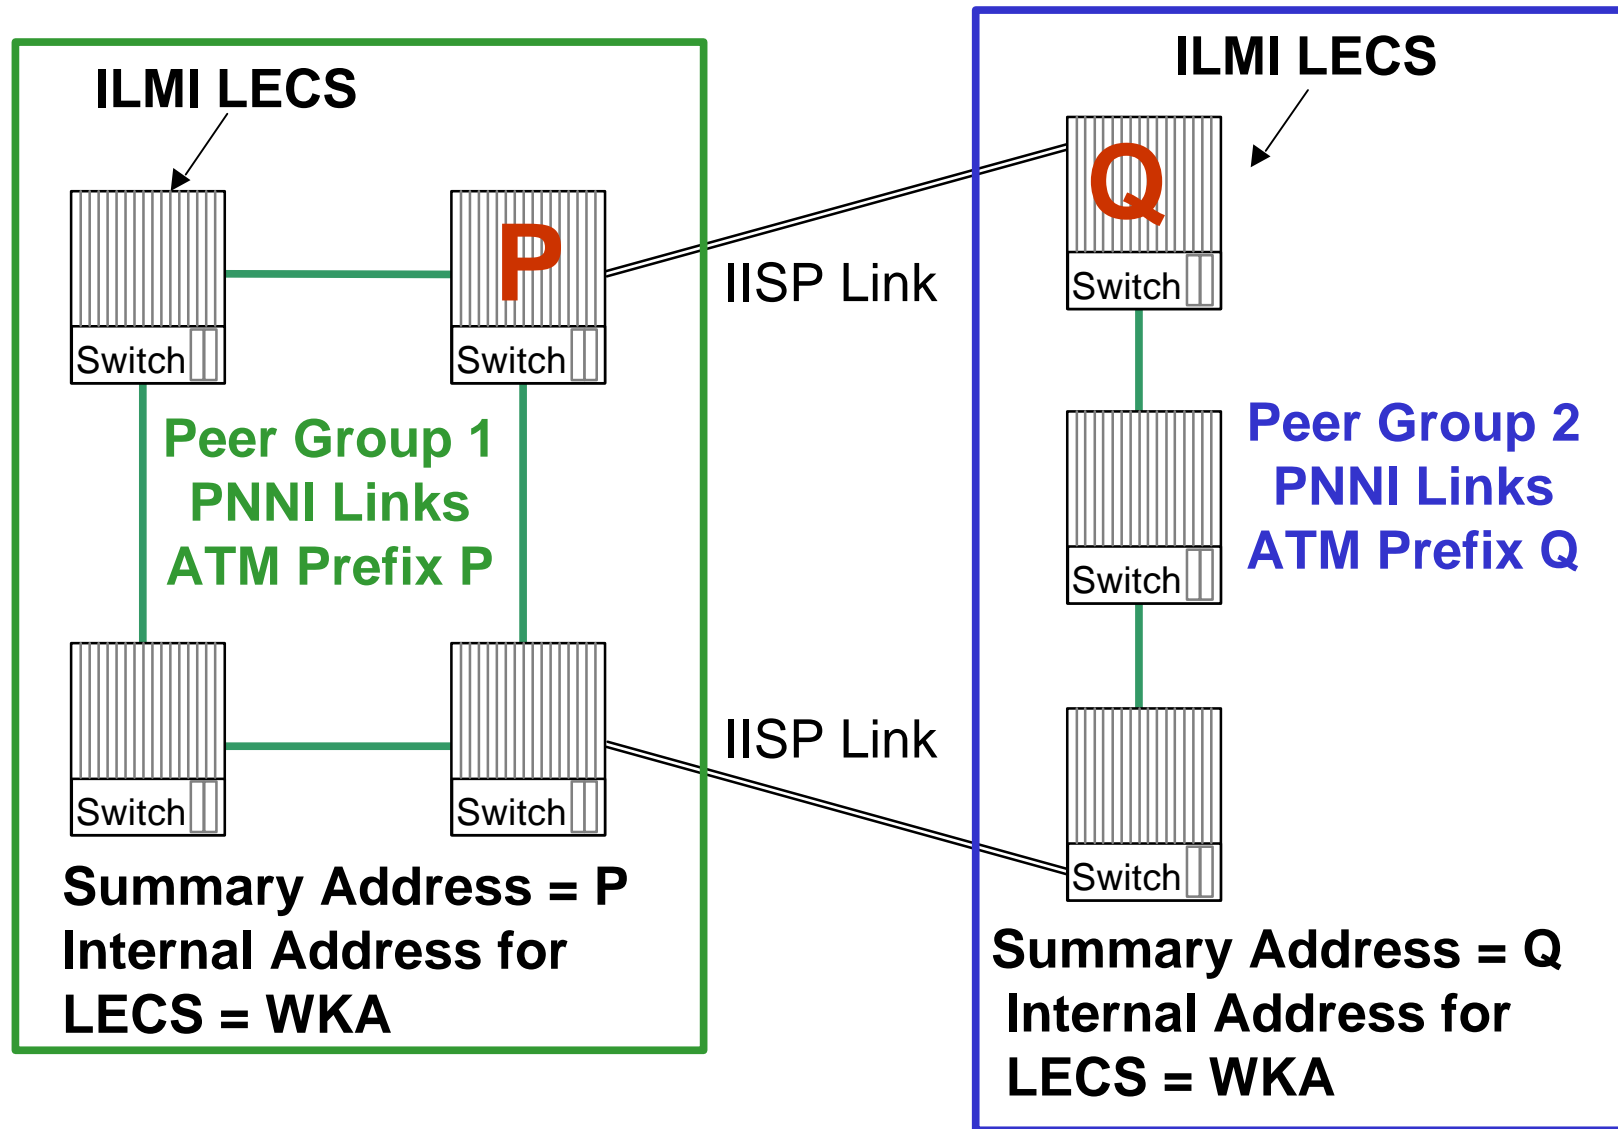 ILMI LECS
ILMI LECS
P
Q
Switch
Switch
Switch
IISP Link
Peer Group 1
PNNI Links
ATM Prefix P
Peer Group 2
PNNI Links
ATM Prefix Q
Switch
IISP Link
Switch
Switch
Switch
Summary Address = P
Internal Address for
LECS = WKA
Summary Address = Q
Internal Address for
LECS = WKA